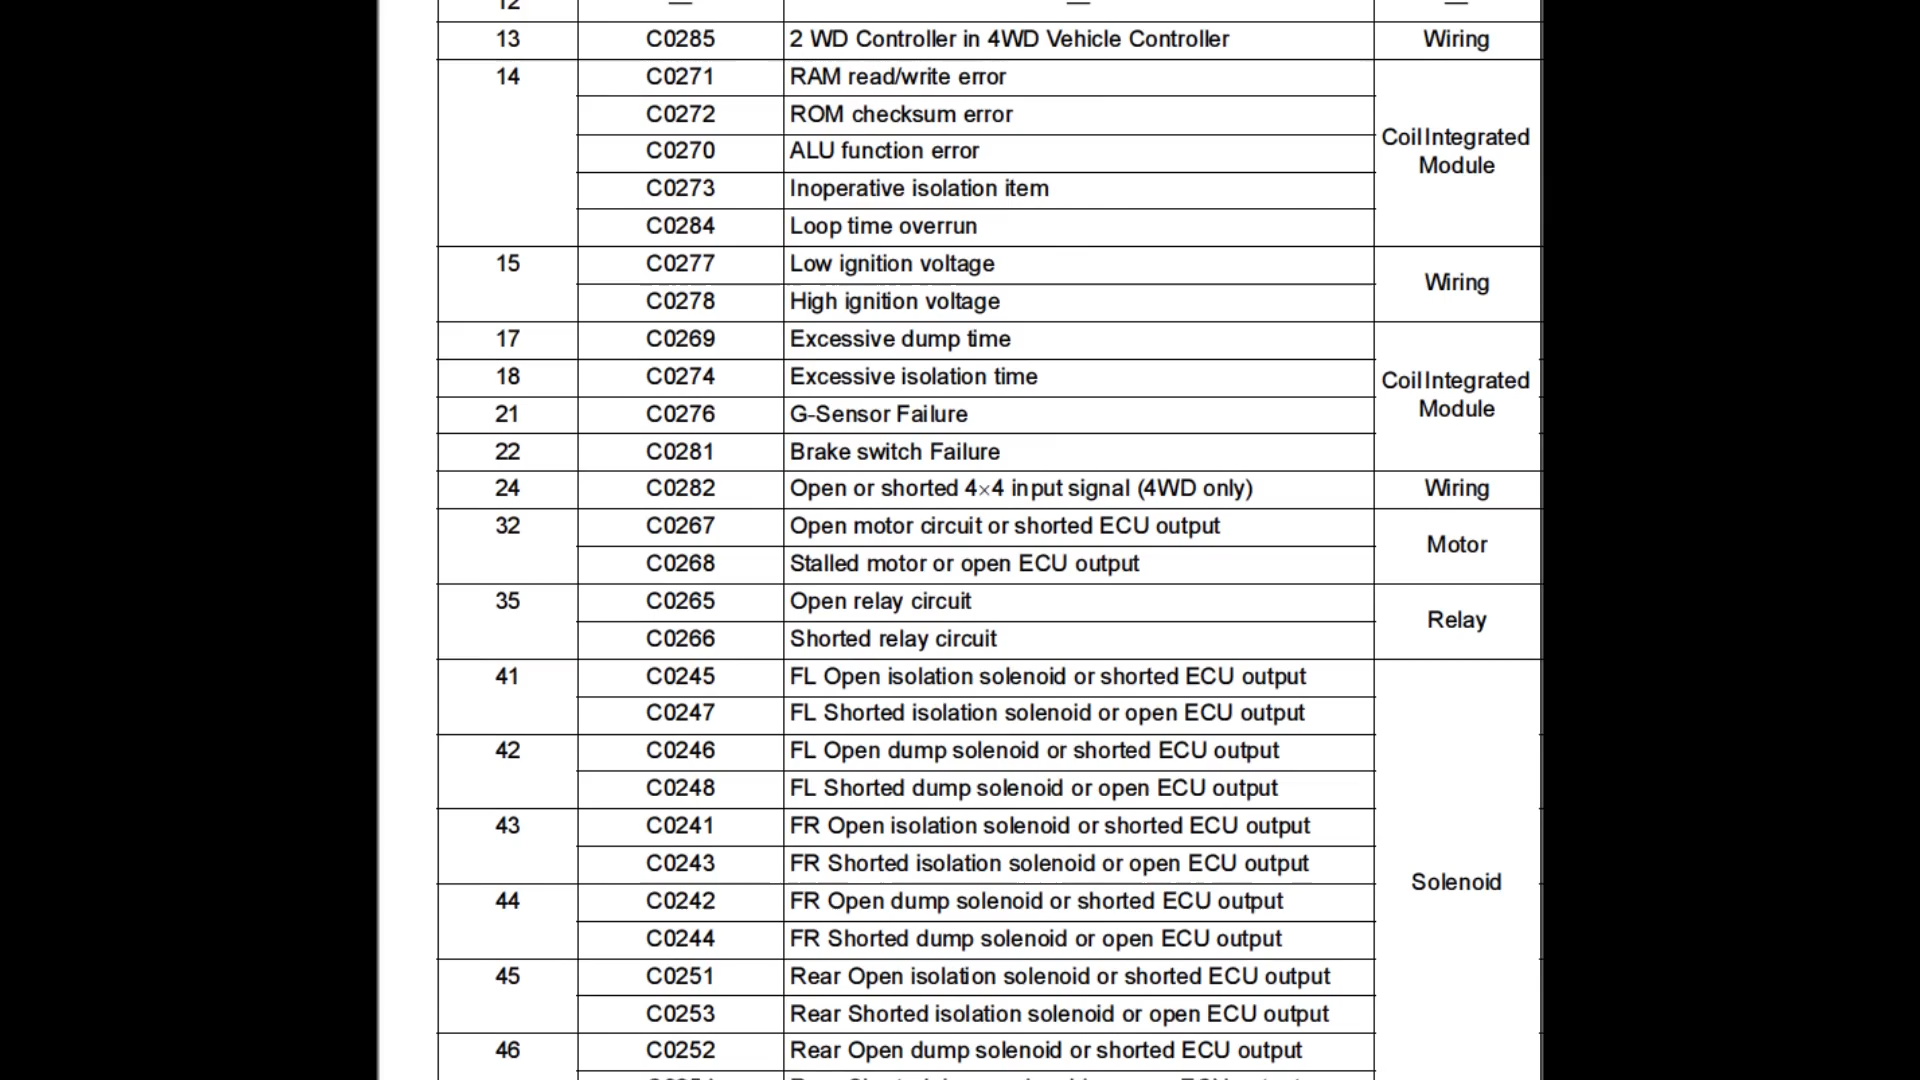 12 — — —
13 C0285 2 WD Controller in 4WD Vehicle Controller Wiring
14 C0271 RAM read/write error
C0272 ROM checksum error
Coil Integrated
Module
C0270 ALU function error
C0273 Inoperative isolation item
C0284 Loop time overrun
15 C0277 Low ignition voltage
Wiring
C0278 High ignition voltage
17 C0269 Excessive dump time
18 C0274 Excessive isolation time
Coil Integrated
Module
21 C0276 G-Sensor Failure
22 C0281 Brake switch Failure
24 C0282 Open or shorted 4×4 input signal (4WD only) Wiring
32 C0267 Open motor circuit or shorted ECU output
Motor
C0268 Stalled motor or open ECU output
35 C0265 Open relay circuit
Relay
C0266 Shorted relay circuit
41 C0245 FL Open isolation solenoid or shorted ECU output
C0247 FL Shorted isolation solenoid or open ECU output
42 C0246 FL Open dump solenoid or shorted ECU output
C0248 FL Shorted dump solenoid or open ECU output
43 C0241 FR Open isolation solenoid or shorted ECU output
C0243 FR Shorted isolation solenoid or open ECU output
Solenoid
44 C0242 FR Open dump solenoid or shorted ECU output
C0244 FR Shorted dump solenoid or open ECU output
45 C0251 Rear Open isolation solenoid or shorted ECU output
C0253 Rear Shorted isolation solenoid or open ECU output
46 C0252 Rear Open dump solenoid or shorted ECU output